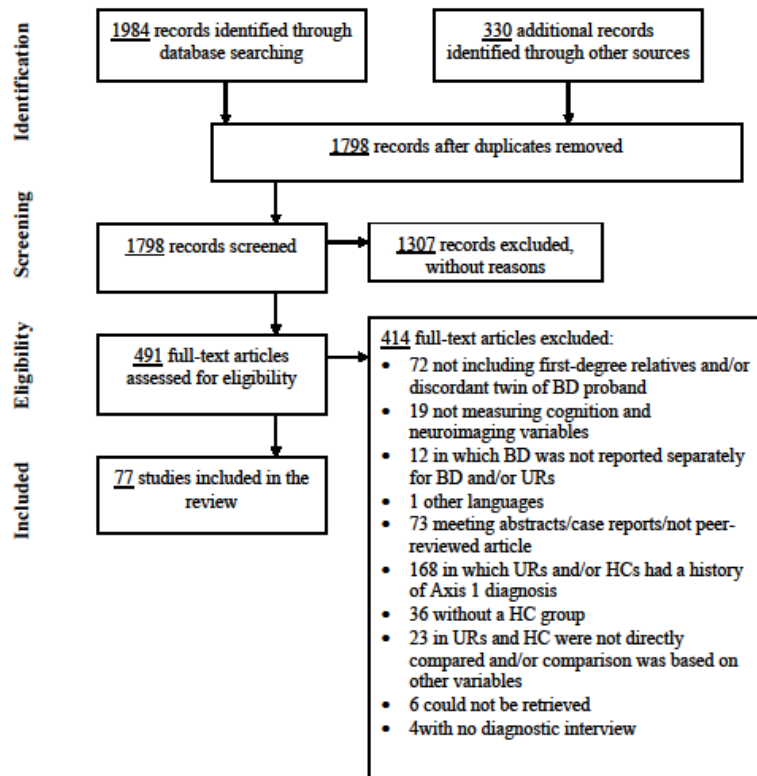 1984 records identified through
database searching
330 additional records
identified through other sources
Identification
1798 records after duplicates removed
Screening
1798 records screened
1307 records excluded,
without reasons
Eligibility
491 full-text articles
assessed for eligibility
414 full-text articles excluded:
• 72 not including first-degree relatives and/or
discordant twin of BD proband
• 19 not measuring cognition and
neuroimaging variables
• 12 in which BD was not reported separately
for BD and/or URs
• 1 other languages
• 73 meeting abstracts/case reports/not peer-
reviewed article
• 168 in which URs and/or HCs had a history
of Axis 1 diagnosis
• 36 without a HC group
• 23 in URs and HC were not directly
compared and/or comparison was based on
other variables
• 6 could not be retrieved
• 4with no diagnostic interview
Included
77 studies included in the
review